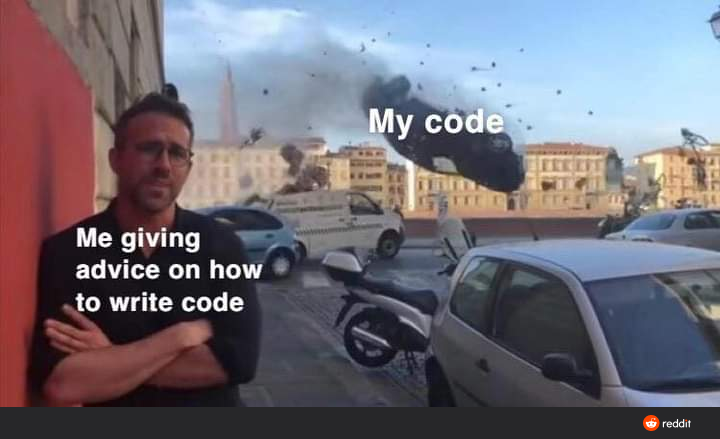 My code
Me giving
advice on how
to write code
reddit